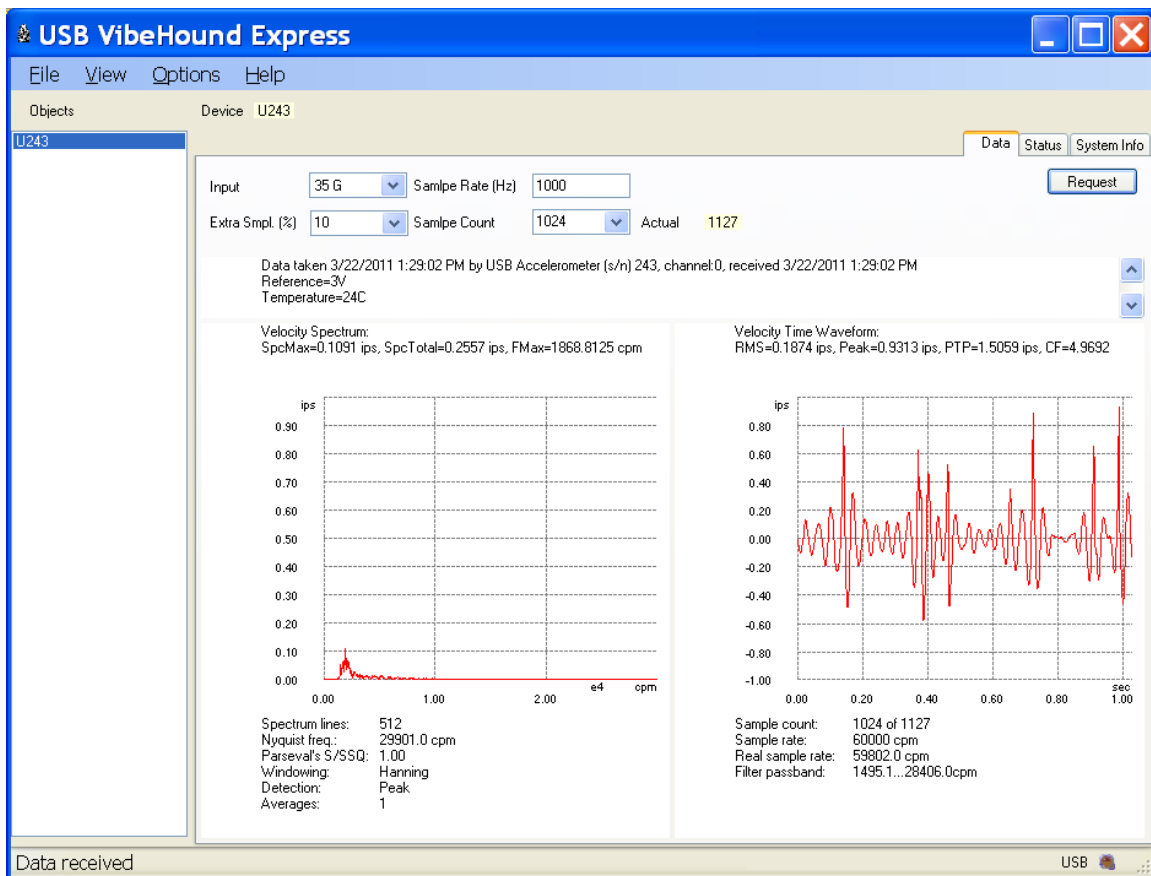 USB VibeHound Express
File View Options Help
Objects Device U243
U243
Data Status System Info
Input 35 G Samlpe Rate (Hz) 1000 Request
Extra Smpl. (%) 10 Samlpe Count 1024 Actual 1127
Data taken 3/22/2011 1:29:02 PM by USB Accelerometer (s/n) 243, channel:0, received 3/22/2011 1:29:02 PM
Reference=3V
Temperature=24C
Velocity Spectrum:
SpcMax=0.1091 ips, SpcTotal=0.2557 ips, FMax=1868.8125 cpm
ips
0.90
0.80
0.70
0.60
0.50
0.40
0.30
0.20
0.10
0.00
e4 cpm
0.00 1.00 2.00
Spectrum lines: 512
Nyquist freq.: 29901.0 cpm
Parseval's S/SSQ: 1.00
Windowing: Hanning
Detection: Peak
Averages: 1
Velocity Time Waveform:
RMS=0.1874 ips, Peak=0.9313 ips, PTP=1.5059 ips, CF=4.9692
ips
0.80
0.60
0.40
0.20
0.00
-0.20
-0.40
-0.60
-0.80
-1.00
sec
0.00 0.20 0.40 0.60 0.80 1.00
Sample count: 1024 of 1127
Sample rate: 60000 cpm
Real sample rate: 59802.0 cpm
Filter passband: 1495.1...28406.0cpm
Data received USB